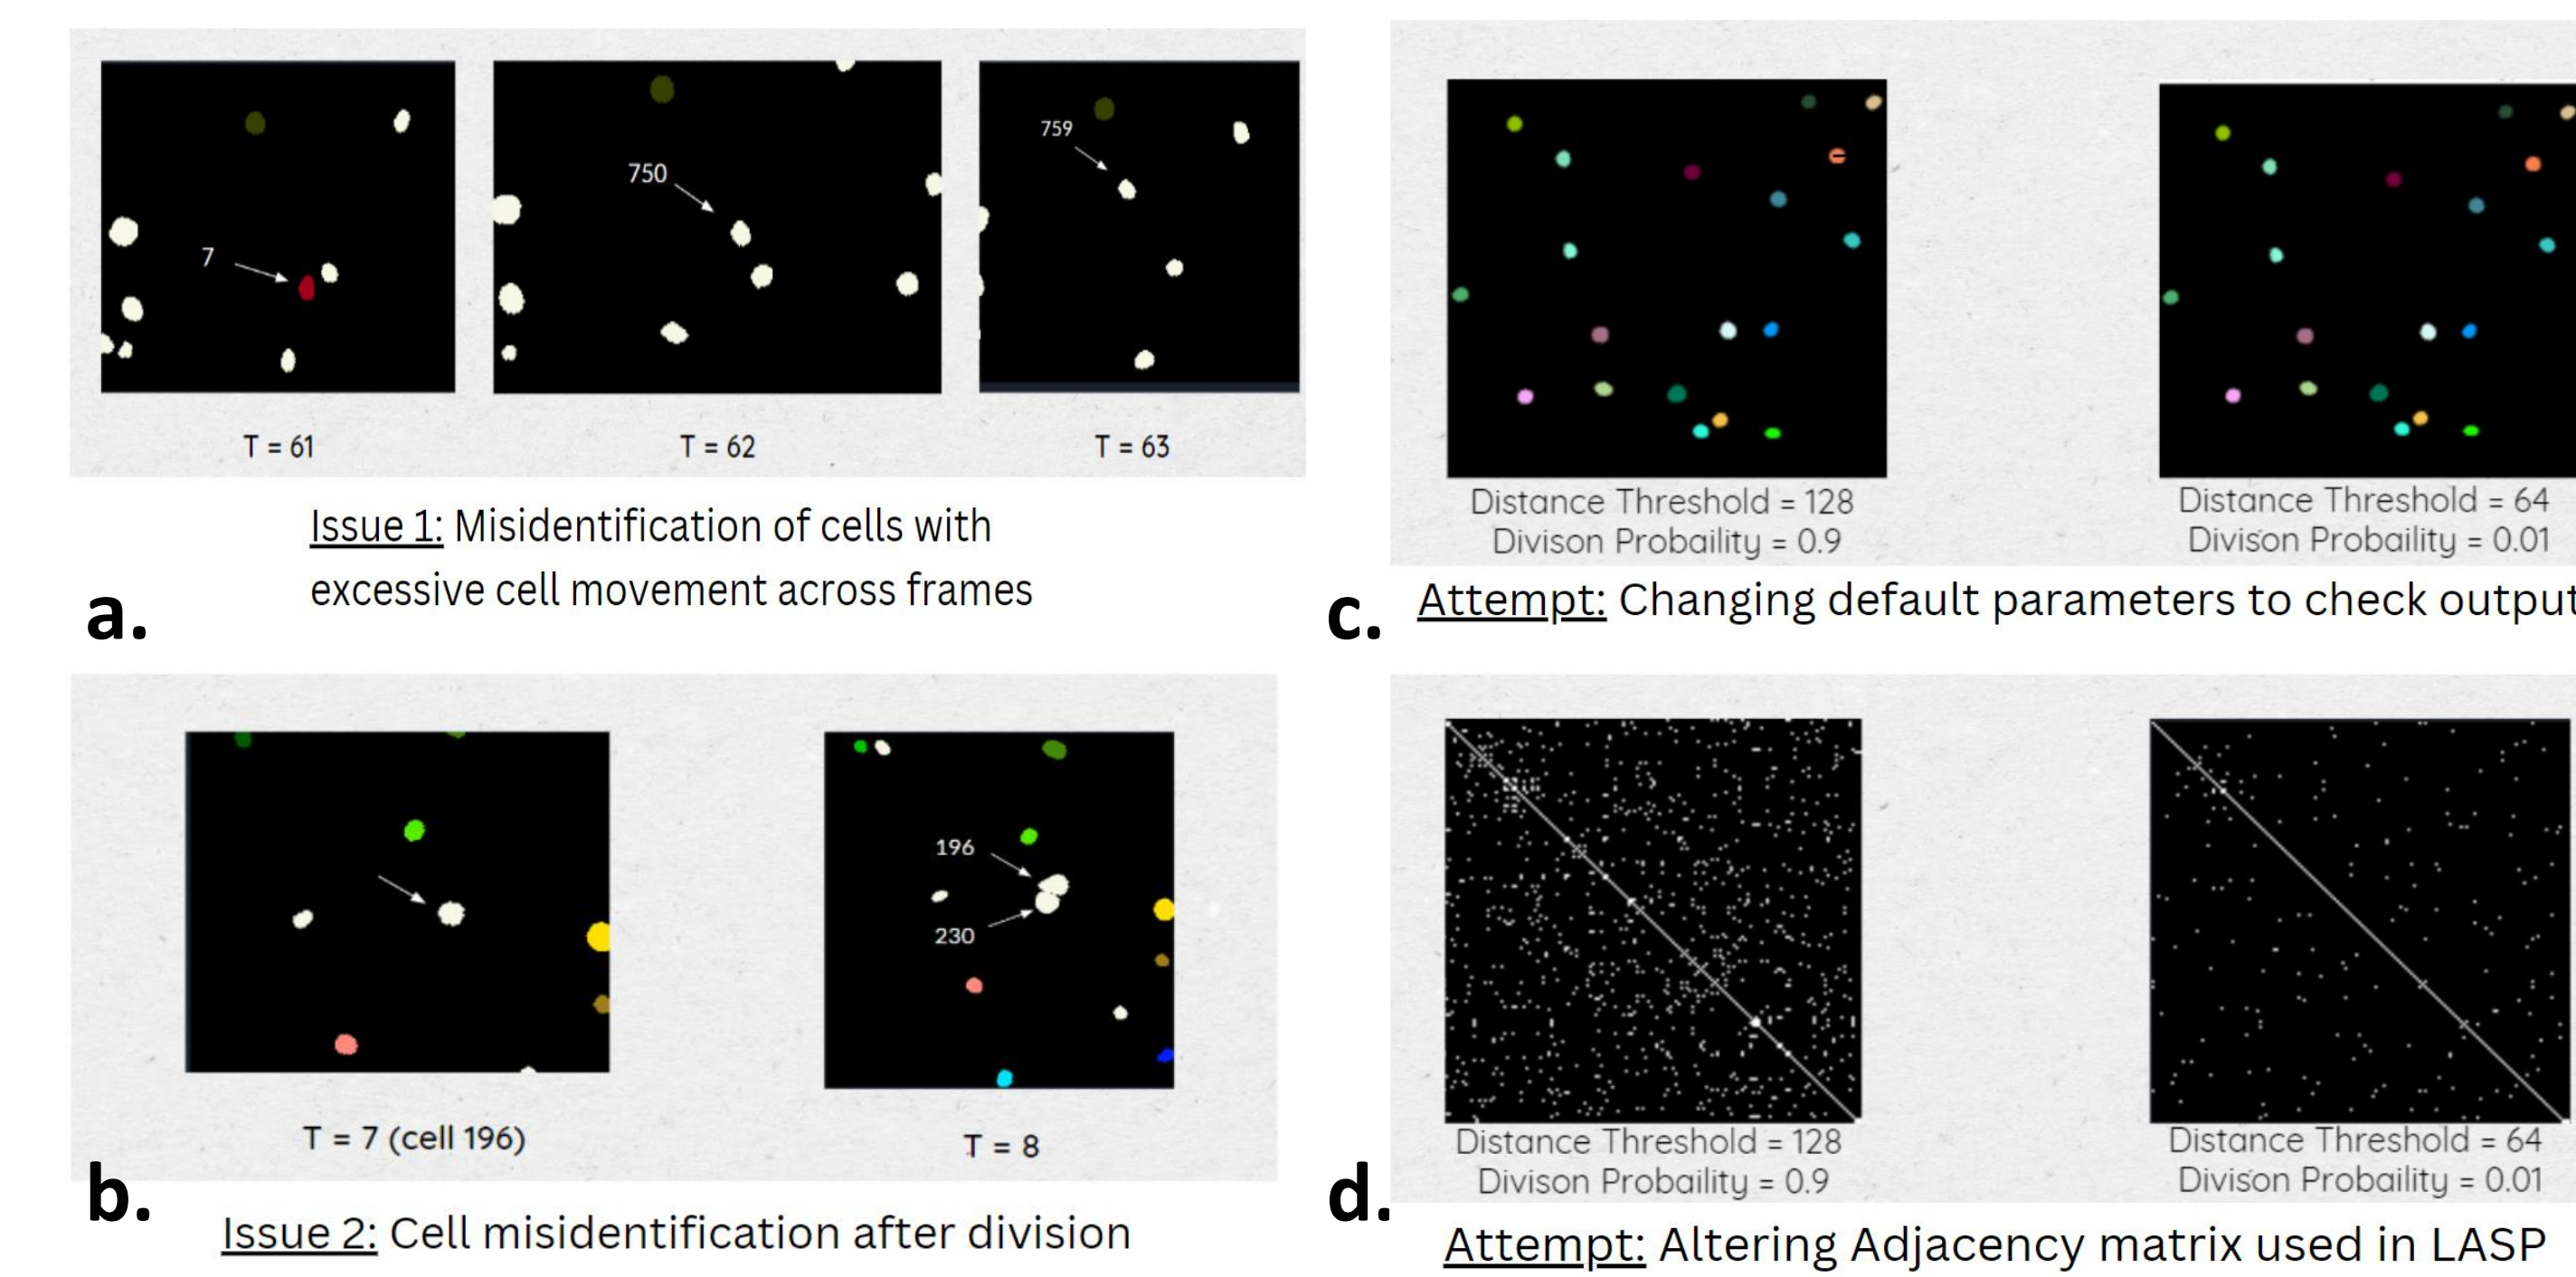 7
750
759
T = 61
T = 62
T = 63
Issue 1: Misidentification of cells with
excessive cell movement across frames
a.
T = 7 (cell 196)
196
230
T = 8
b.
Issue 2: Cell misidentification after division
Distance Threshold = 128
Divison Probaility = 0.9
Distance Threshold = 64
Divison Probaility = 0.01
c.
Attempt: Changing default parameters to check output
Distance Threshold = 128
Divison Probaility = 0.9
Distance Threshold = 64
Divison Probaility = 0.01
d.
Attempt: Altering Adjacency matrix used in LASP